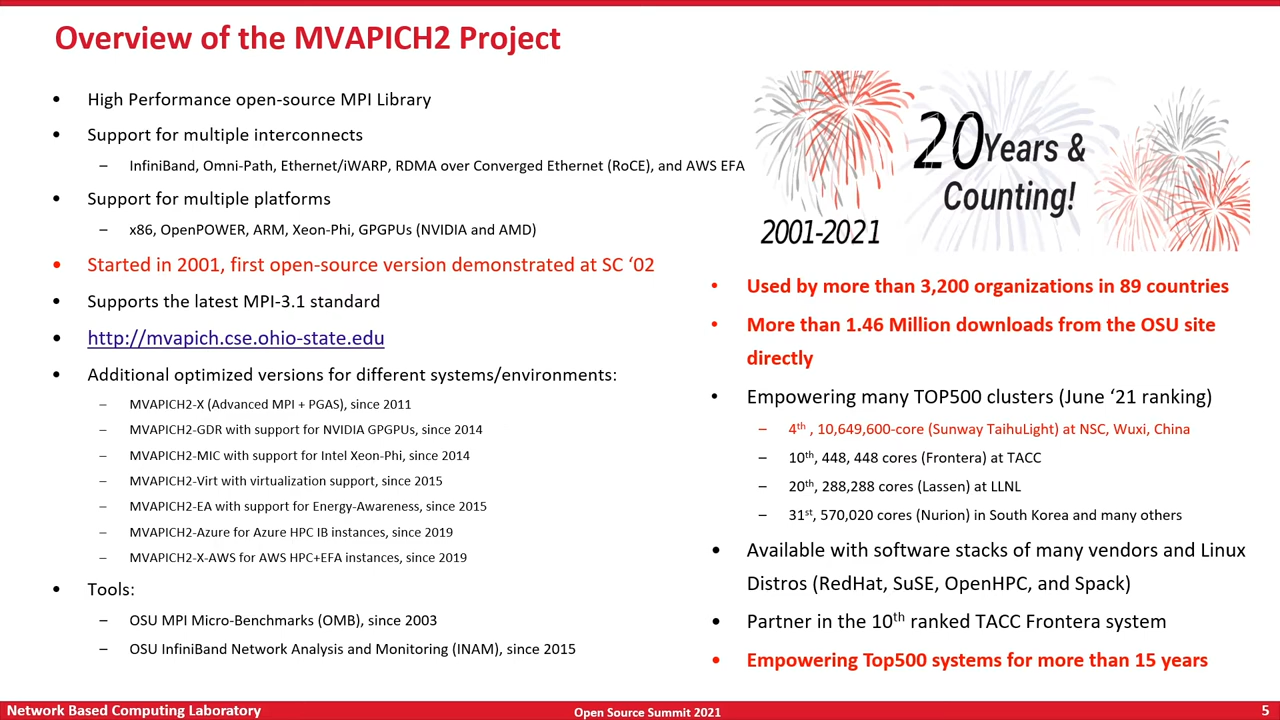 Overview of the MVAPICH2 Project
• High Performance open-source MPI Library
• Support for multiple interconnects
– InfiniBand, Omni-Path, Ethernet/iWARP, RDMA over Converged Ethernet (RoCE), and AWS EFA
• Support for multiple platforms
– x86, OpenPOWER, ARM, Xeon-Phi, GPGPUs (NVIDIA and AMD)
• Started in 2001, first open-source version demonstrated at SC ‘02
• Supports the latest MPI-3.1 standard
• http://mvapich.cse.ohio-state.edu
• Additional optimized versions for different systems/environments:
– MVAPICH2-X (Advanced MPI + PGAS), since 2011
– MVAPICH2-GDR with support for NVIDIA GPGPUs, since 2014
– MVAPICH2-MIC with support for Intel Xeon-Phi, since 2014
– MVAPICH2-Virt with virtualization support, since 2015
– MVAPICH2-EA with support for Energy-Awareness, since 2015
– MVAPICH2-Azure for Azure HPC IB instances, since 2019
– MVAPICH2-X-AWS for AWS HPC+EFA instances, since 2019
• Tools:
– OSU MPI Micro-Benchmarks (OMB), since 2003
– OSU InfiniBand Network Analysis and Monitoring (INAM), since 2015
20 Years &
Counting!
2001-2021
• Used by more than 3,200 organizations in 89 countries
• More than 1.46 Million downloads from the OSU site
directly
• Empowering many TOP500 clusters (June ‘21 ranking)
– 4th , 10,649,600-core (Sunway TaihuLight) at NSC, Wuxi, China
– 10th, 448, 448 cores (Frontera) at TACC
– 20th, 288,288 cores (Lassen) at LLNL
– 31st, 570,020 cores (Nurion) in South Korea and many others
• Available with software stacks of many vendors and Linux
Distros (RedHat, SuSE, OpenHPC, and Spack)
• Partner in the 10th ranked TACC Frontera system
• Empowering Top500 systems for more than 15 years
Network Based Computing Laboratory
Open Source Summit 2021
5